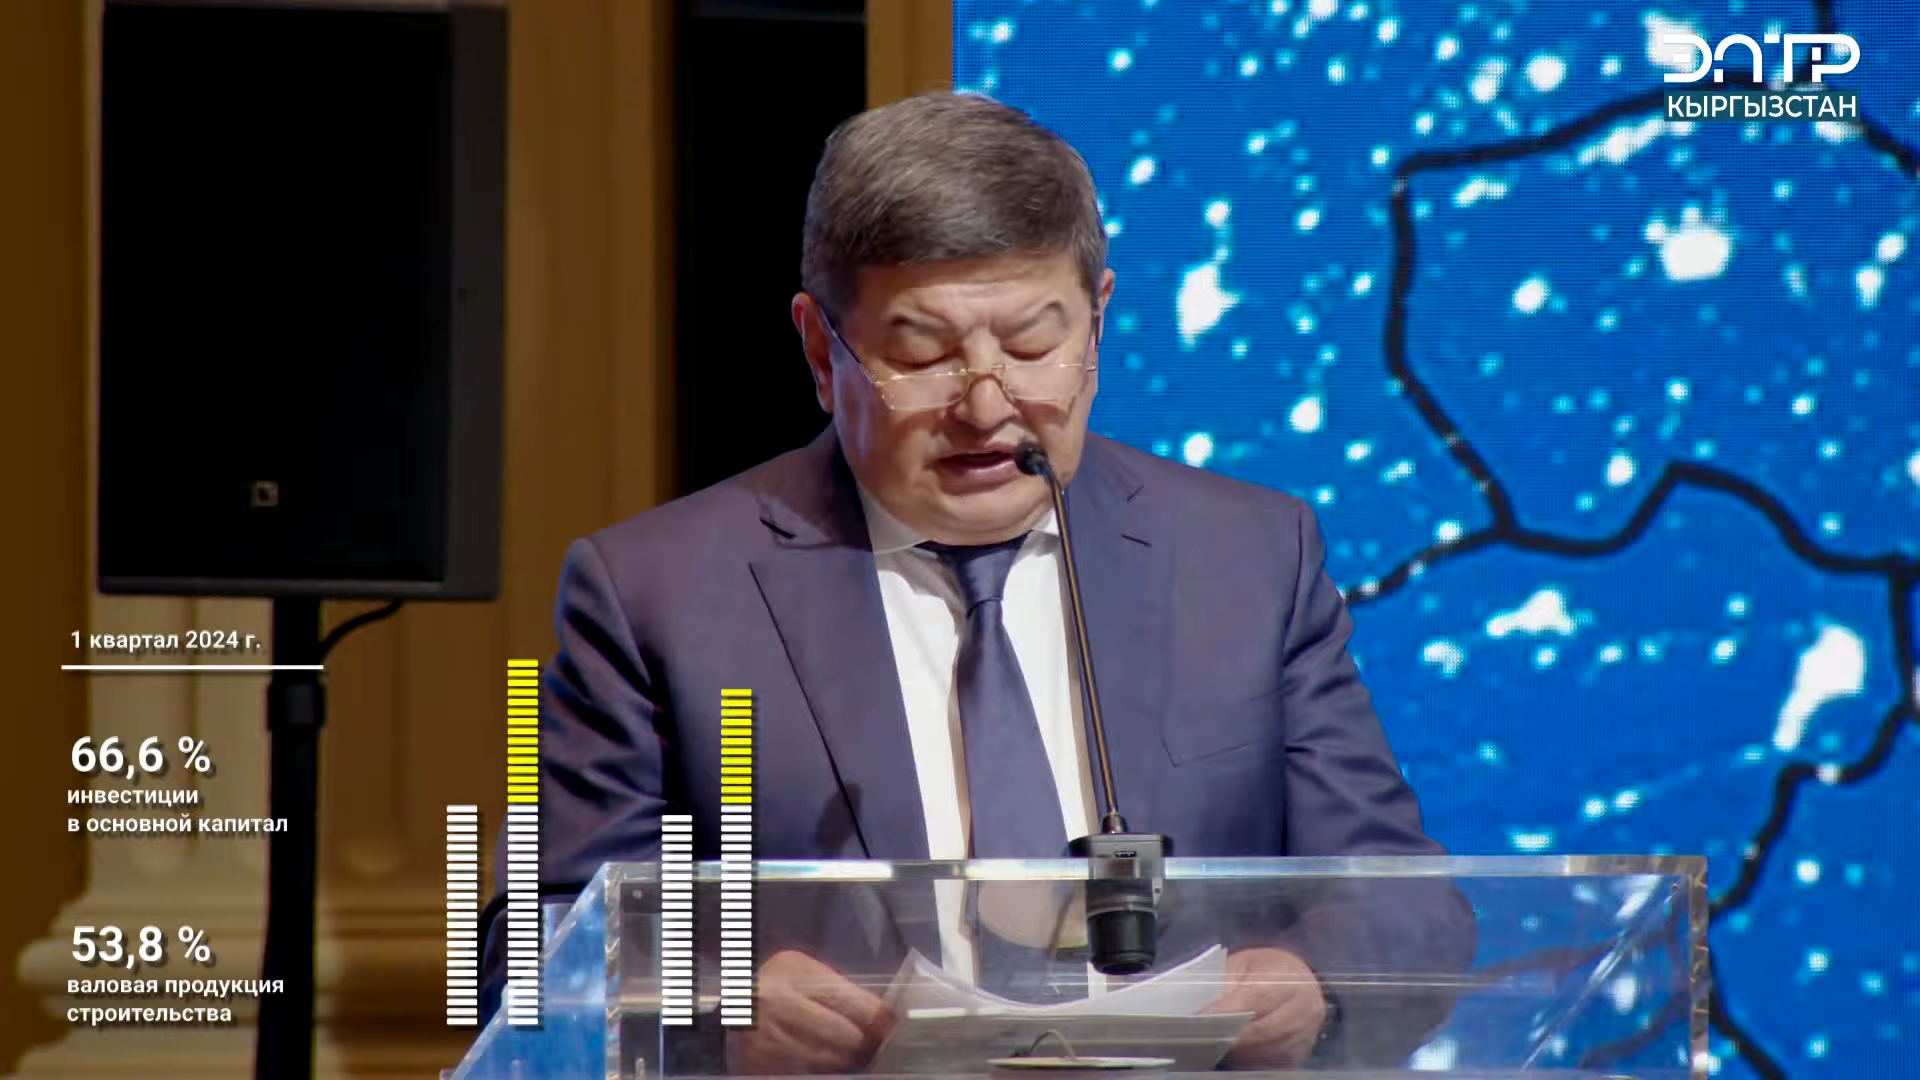 ЭЛТР
КЫРГЫЗСТАН
1 квартал 2024 г.
66,6 %
инвестиции
в основной капитал
53,8 %
валовая продукция
строительства